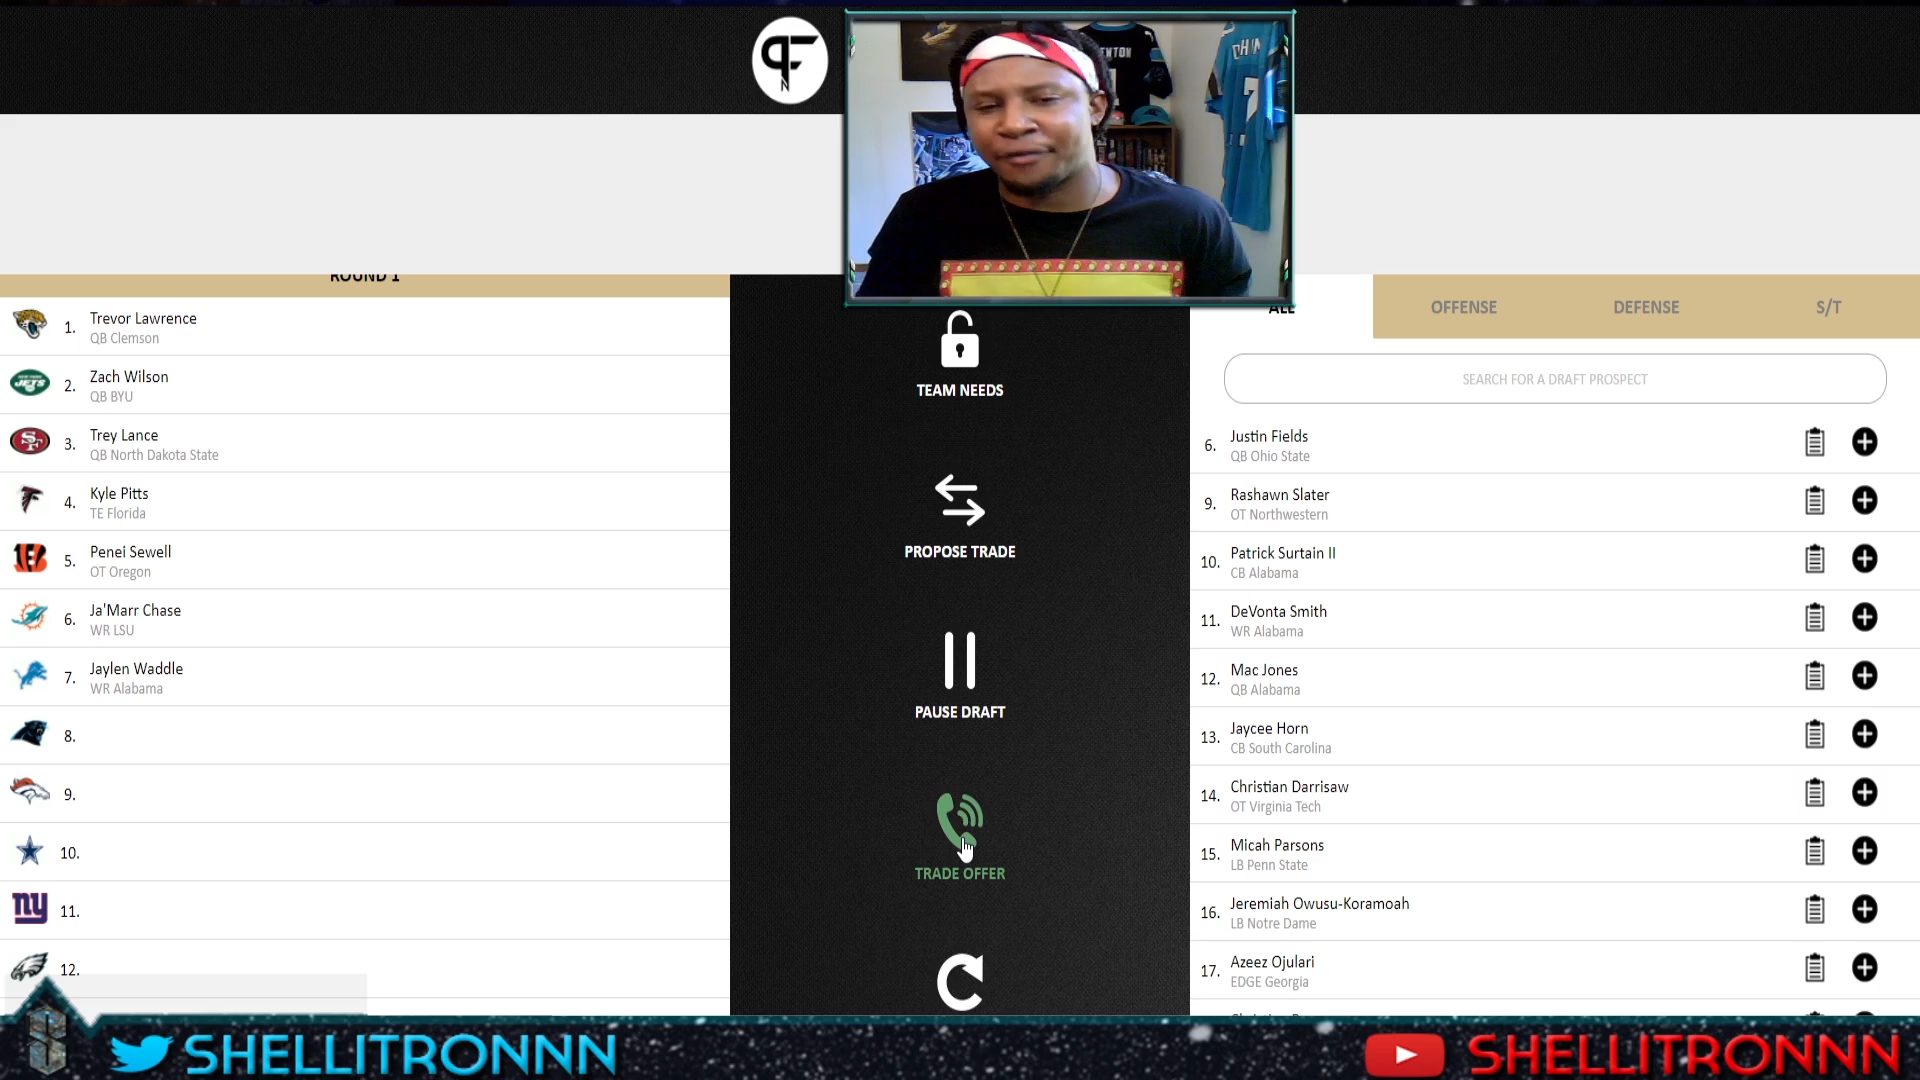 PFN
NEWTON
ROUND 1
1. Trevor Lawrence
QB Clemson
JETS
2. Zach Wilson
QB BYU
SF
3. Trey Lance
QB North Dakota State
4. Kyle Pitts
TE Florida
5. Penei Sewell
OT Oregon
6. Ja'Marr Chase
WR LSU
7. Jaylen Waddle
WR Alabama
8.
9.
10.
ny
11.
12.
TEAM NEEDS
PROPOSE TRADE
PAUSE DRAFT
TRADE OFFER
ALL
OFFENSE
DEFENSE
S/T
SEARCH FOR A DRAFT PROSPECT
6. Justin Fields
QB Ohio State
9. Rashawn Slater
OT Northwestern
10. Patrick Surtain II
CB Alabama
11. DeVonta Smith
WR Alabama
12. Mac Jones
QB Alabama
13. Jaycee Horn
CB South Carolina
14. Christian Darrisaw
OT Virginia Tech
15. Micah Parsons
LB Penn State
16. Jeremiah Owusu-Koramoah
LB Notre Dame
17. Azeez Ojulari
EDGE Georgia
SHELLITRONNN
SHELLITRONNN